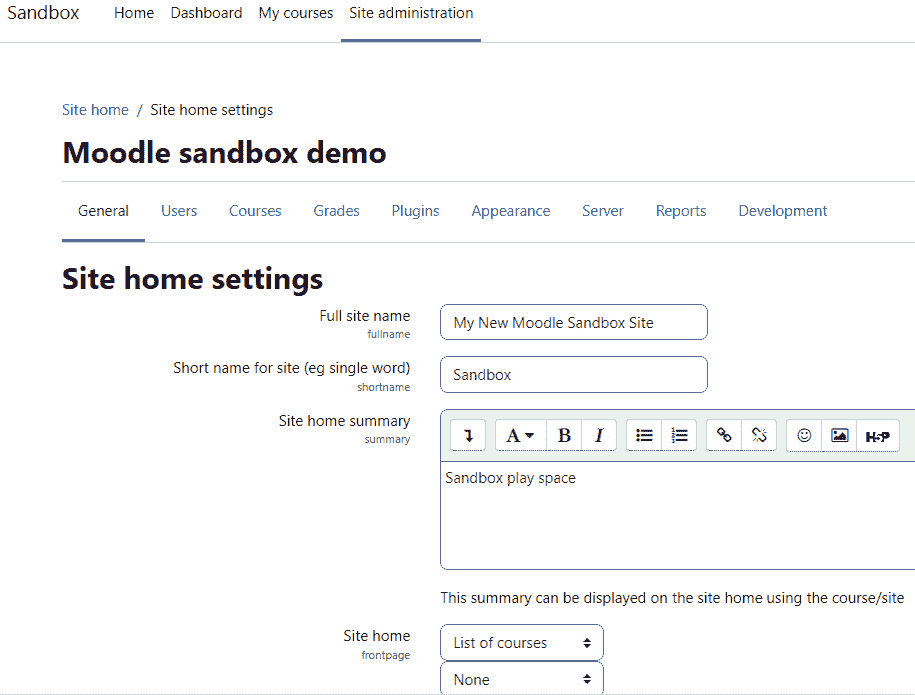 Sandbox Home Dashboard My courses Site administration
Site home / Site home settings
Moodle sandbox demo
General Users Courses Grades Plugins Appearance Server Reports Development
Site home settings
Full site name My New Moodle Sandbox Site
fullname
Short name for site (eg single word) Sandbox
shortname
Site home summary
summary
A B I H-P
Sandbox play space
This summary can be displayed on the site home using the course/site
Site home List of courses
frontpage
None